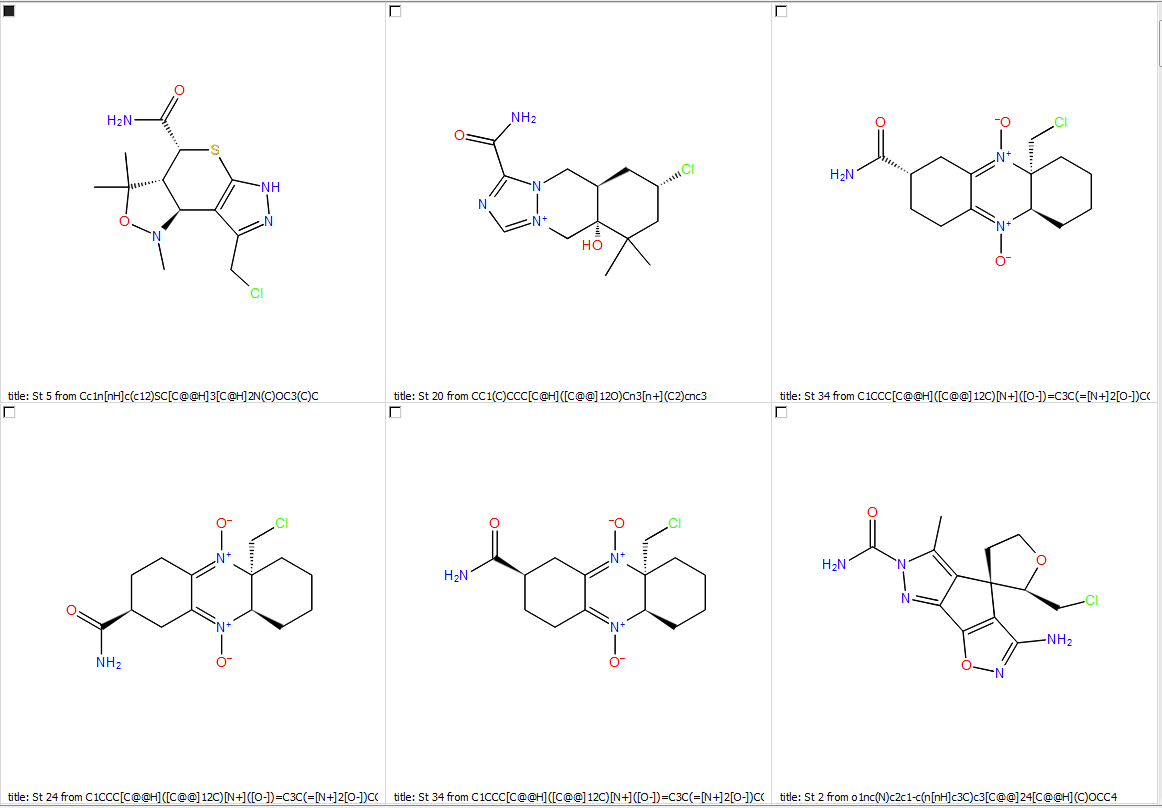 O
H₂N
S
NH
N
O
N
Cl
title: St 5 from Cc1n[nH]c(c12)SC[C@@H]3[C@H]2N(C)OC3(C)C
NH₂
O
Cl
N
N
N⁺
HO
title: St 20 from CC1(C)CCC[C@H]([C@@]12O)Cn3[n+](C2)cnc3
⁻O
Cl
O
N⁺
H₂N
N⁺
O⁻
title: St 34 from C1CCC[C@@H]([C@@]12C)[N+]([O-])=C3C(=[N+]2[O-])CC
O⁻
Cl
N⁺
O
N⁺
NH₂
O⁻
title: St 24 from C1CCC[C@@H]([C@@]12C)[N+]([O-])=C3C(=[N+]2[O-])CC
⁻O
Cl
O
N⁺
H₂N
N⁺
O⁻
title: St 34 from C1CCC[C@@H]([C@@]12C)[N+]([O-])=C3C(=[N+]2[O-])CC
O
O
H₂N
N
N
Cl
NH₂
O
N
title: St 2 from o1nc(N)c2c1-c(n[nH]c3C)c3[C@@]24[C@@H](C)OCC4